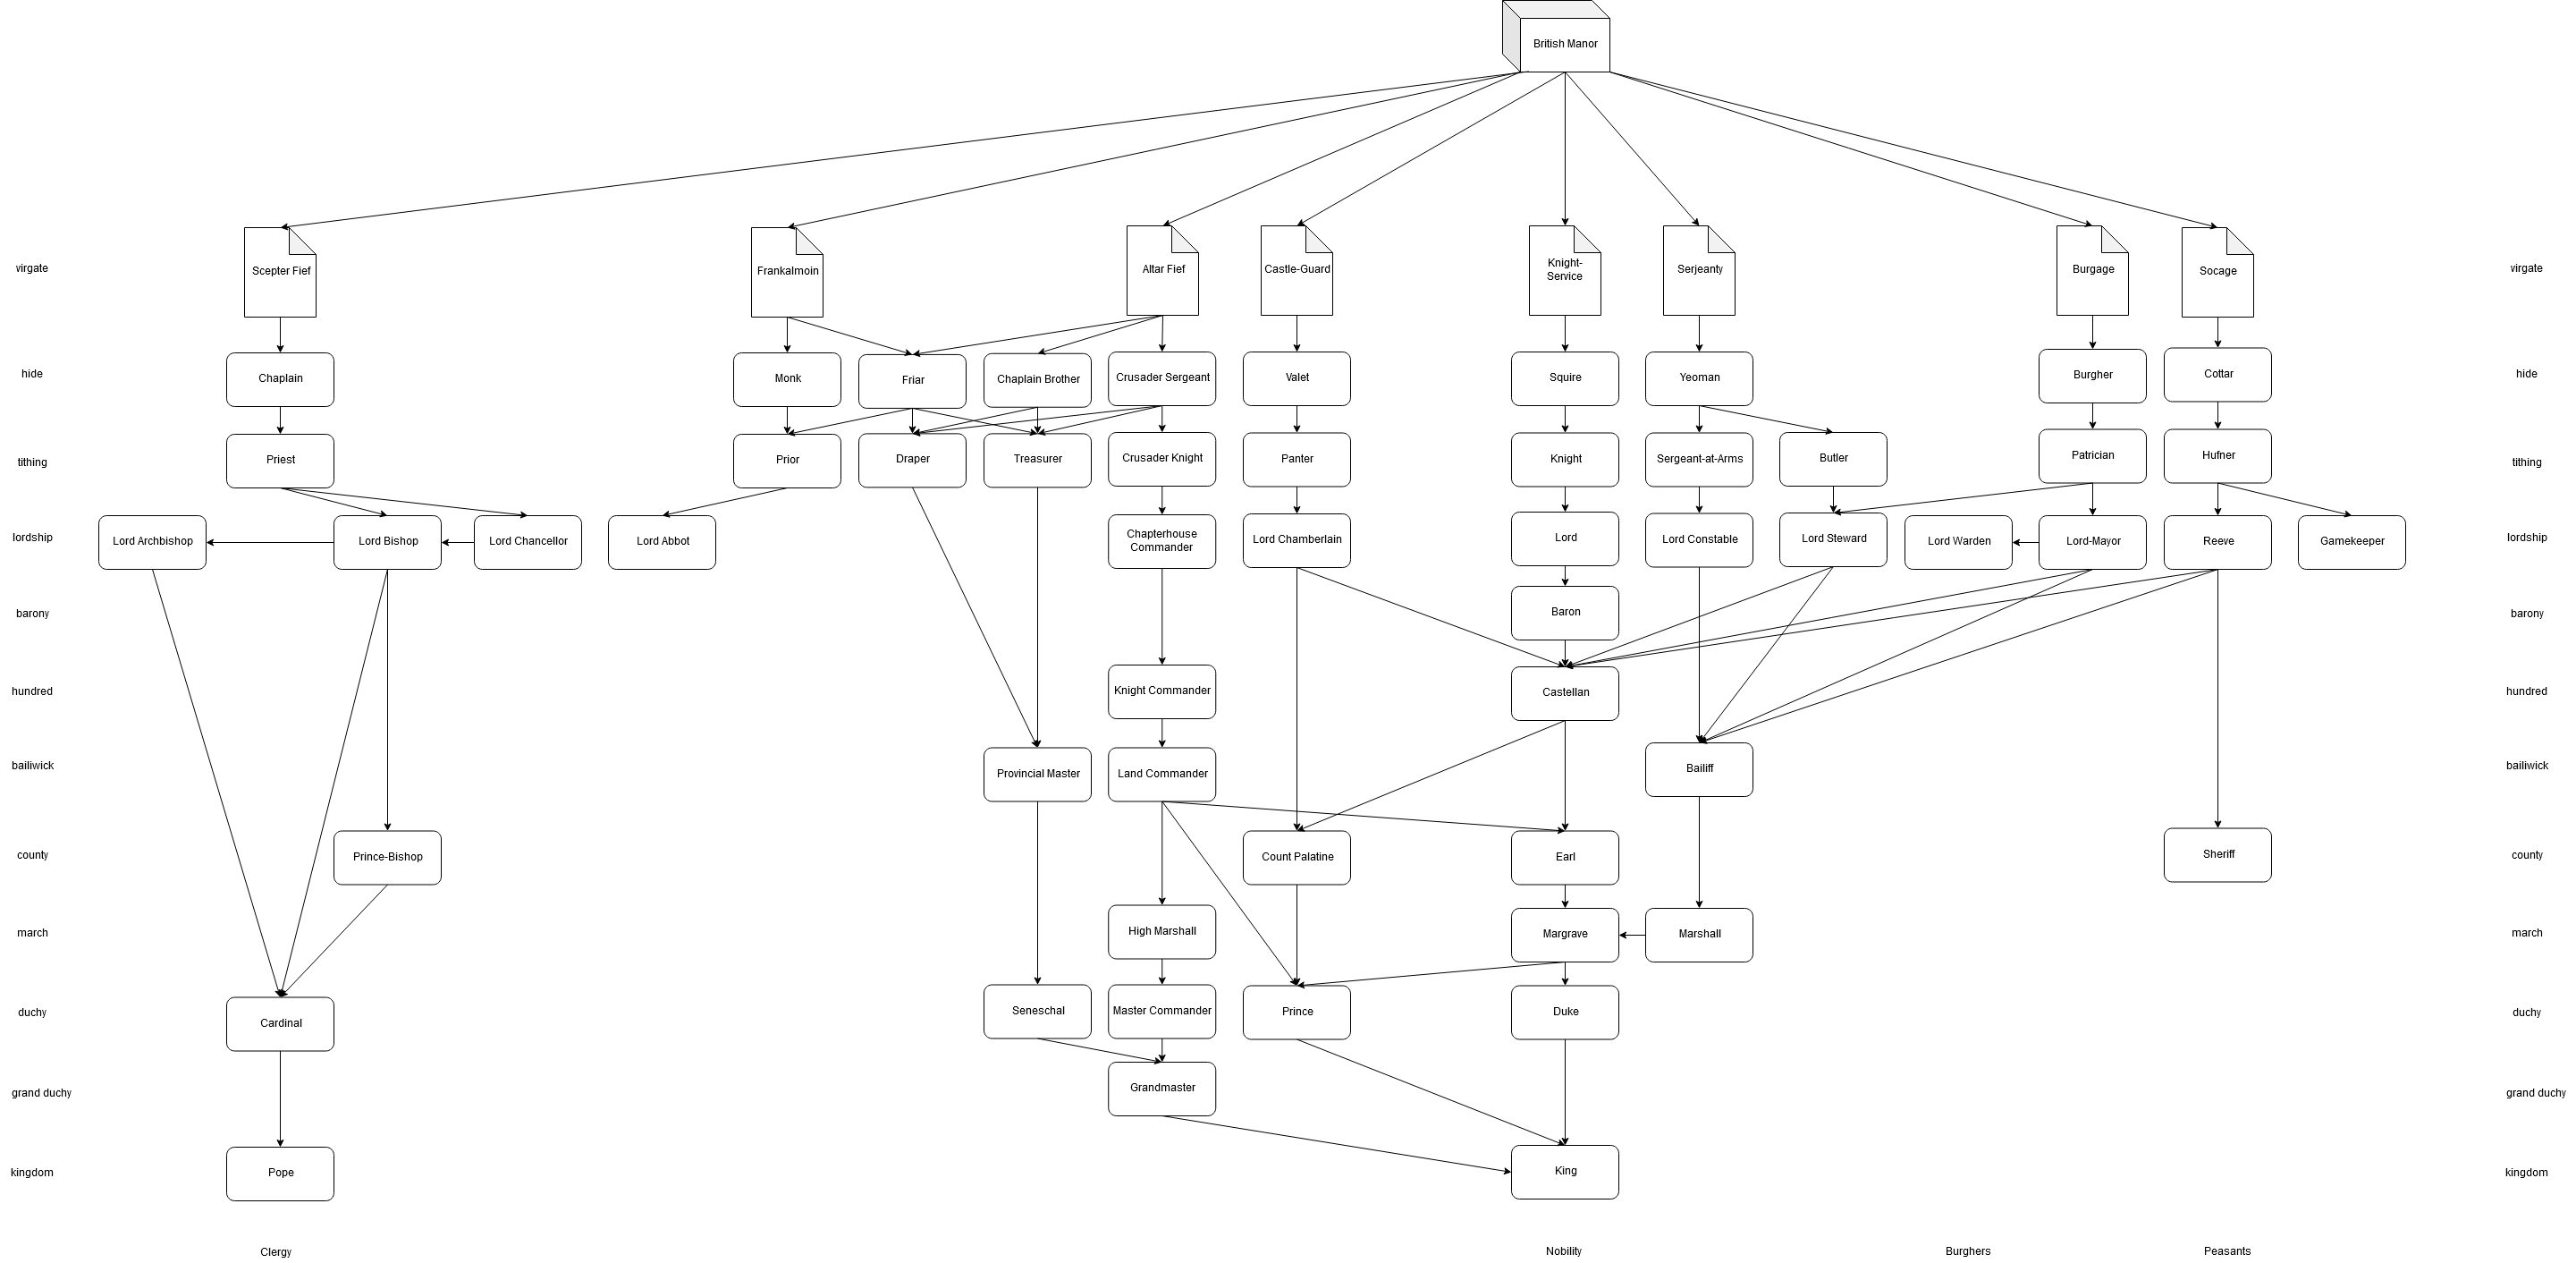 British Manor
virgate
Scepter Fief
Frankalmoin
Altar Fief
Castle-Guard
Knight-
Service
Serjeanty
Burgage
Socage
virgate
hide
Chaplain
Monk
Friar
Chaplain Brother
Crusader Sergeant
Valet
Squire
Yeoman
Burgher
Cottar
hide
tithing
Priest
Prior
Draper
Treasurer
Crusader Knight
Panter
Knight
Sergeant-at-Arms
Butler
Patrician
Hufner
tithing
lordship
Lord Archbishop
Lord Bishop
Lord Chancellor
Lord Abbot
Chapterhouse
Commander
Lord Chamberlain
Lord
Lord Constable
Lord Steward
Lord Warden
Lord-Mayor
Reeve
Gamekeeper
lordship
barony
Baron
barony
hundred
Knight Commander
Castellan
hundred
bailiwick
Provincial Master
Land Commander
Bailiff
bailiwick
county
Prince-Bishop
Count Palatine
Earl
Sheriff
county
march
High Marshall
Margrave
Marshall
march
duchy
Cardinal
Seneschal
Master Commander
Prince
Duke
duchy
grand duchy
Grandmaster
grand duchy
kingdom
Pope
King
kingdom
Clergy
Nobility
Burghers
Peasants